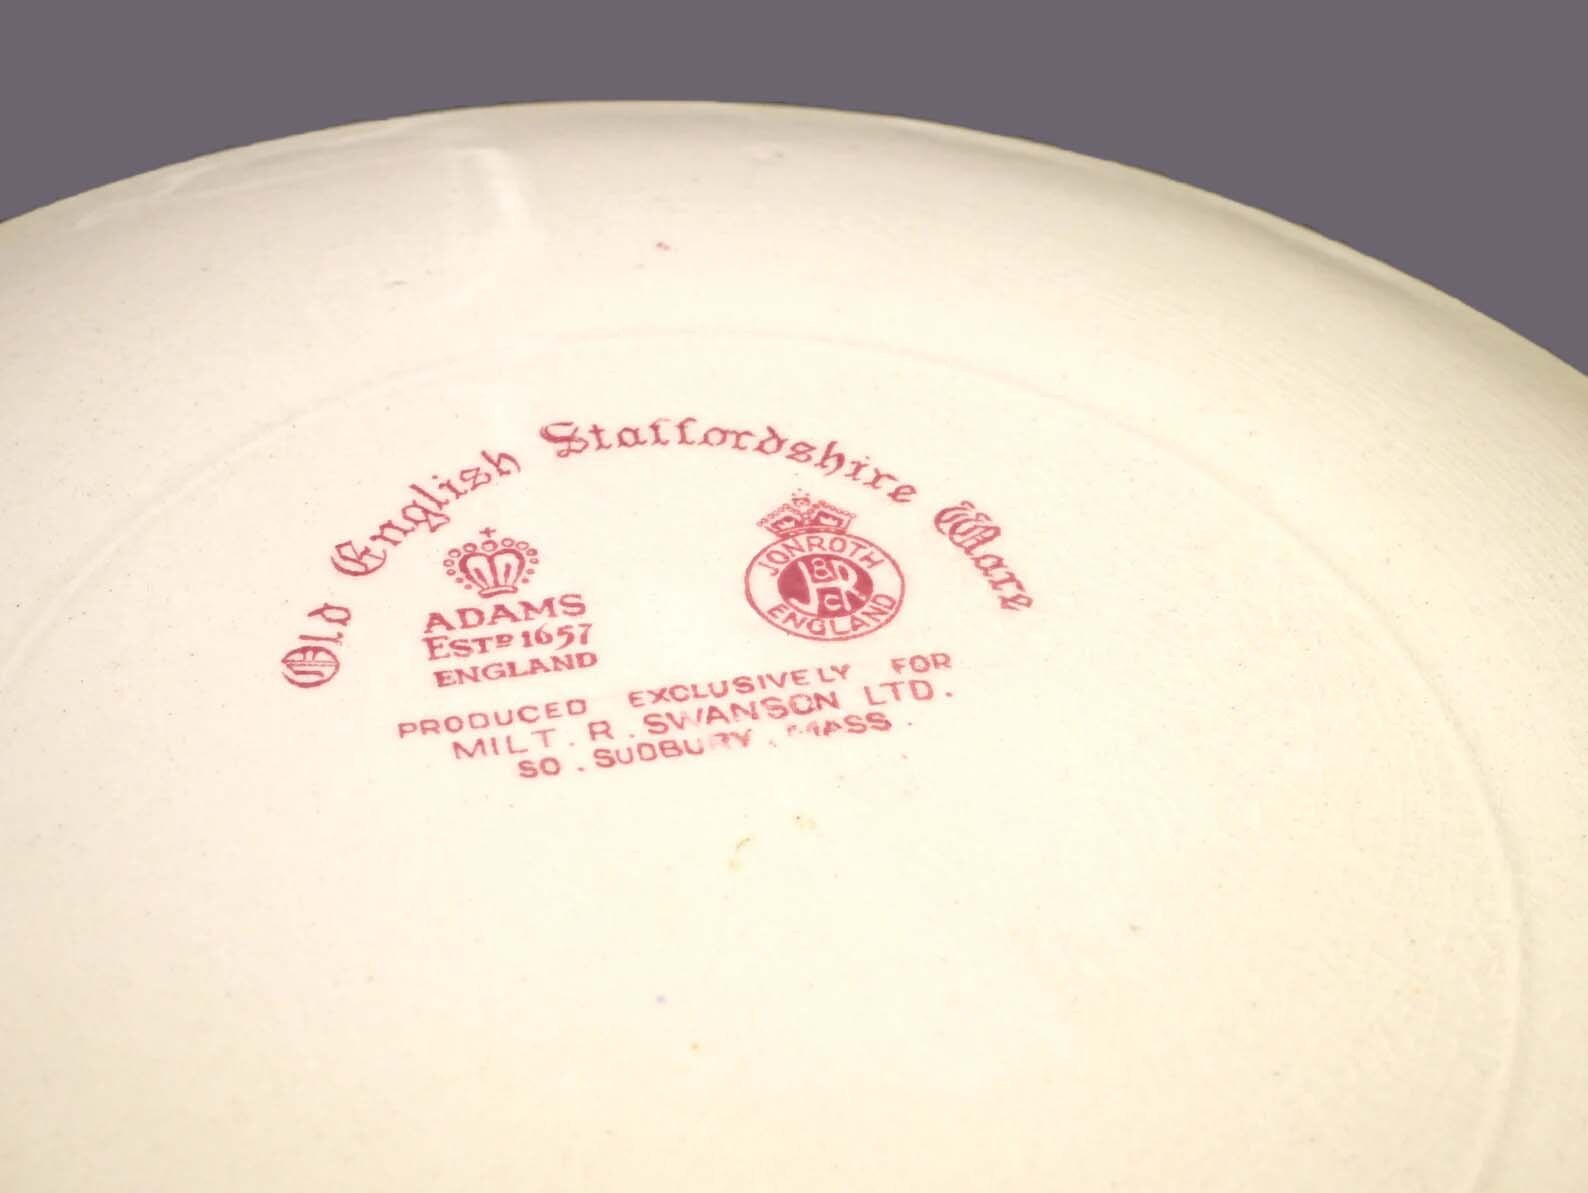 Old English Staffordshire Ware
ADAMS
ESTD 1657
ENGLAND
JONROTH
J&R Co
ENGLAND
PRODUCED EXCLUSIVELY FOR
MILT. R. SWANSON LTD.
SO. SUDBURY. MASS.